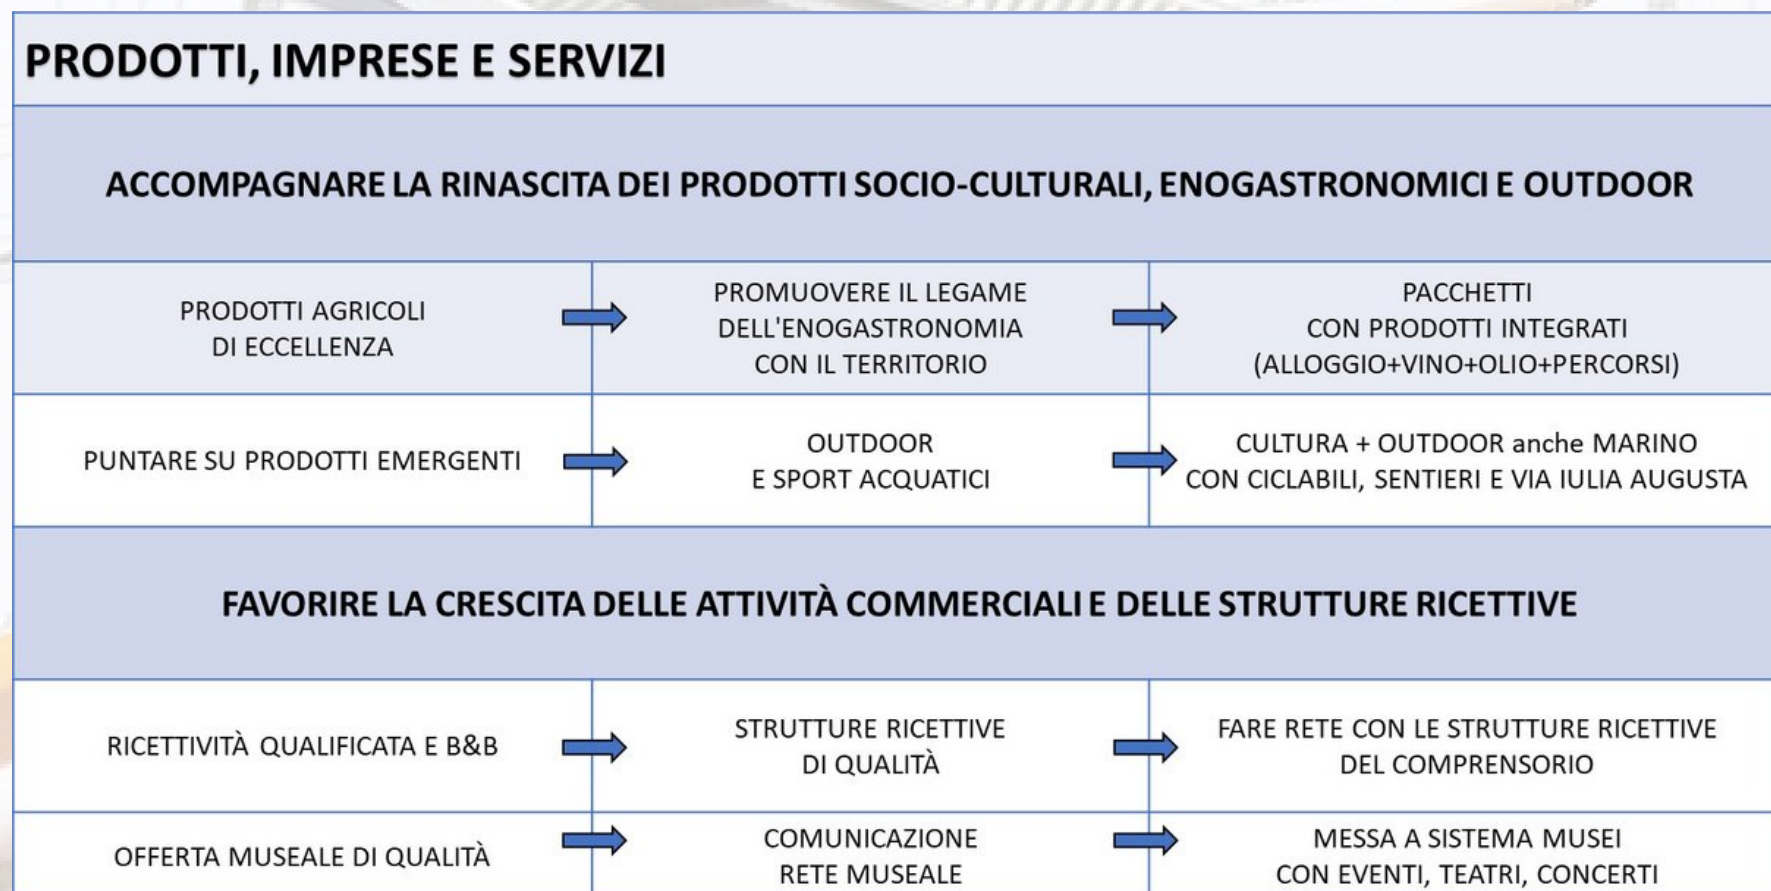 PRODOTTI, IMPRESE E SERVIZI
ACCOMPAGNARE LA RINASCITA DEI PRODOTTI SOCIO-CULTURALI, ENOGASTRONOMICI E OUTDOOR
PRODOTTI AGRICOLI
DI ECCELLENZA
PROMUOVERE IL LEGAME
DELL'ENOGASTRONOMIA
CON IL TERRITORIO
PACCHETTI
CON PRODOTTI INTEGRATI
(ALLOGGIO+VINO+OLIO+PERCORSI)
PUNTARE SU PRODOTTI EMERGENTI
OUTDOOR
E SPORT ACQUATICI
CULTURA + OUTDOOR anche MARINO
CON CICLABILI, SENTIERI E VIA IULIA AUGUSTA
FAVORIRE LA CRESCITA DELLE ATTIVITÀ COMMERCIALI E DELLE STRUTTURE RICETTIVE
RICETTIVITÀ QUALIFICATA E B&B
STRUTTURE RICETTIVE
DI QUALITÀ
FARE RETE CON LE STRUTTURE RICETTIVE
DEL COMPRENSORIO
OFFERTA MUSEALE DI QUALITÀ
COMUNICAZIONE
RETE MUSEALE
MESSA A SISTEMA MUSEI
CON EVENTI, TEATRI, CONCERTI